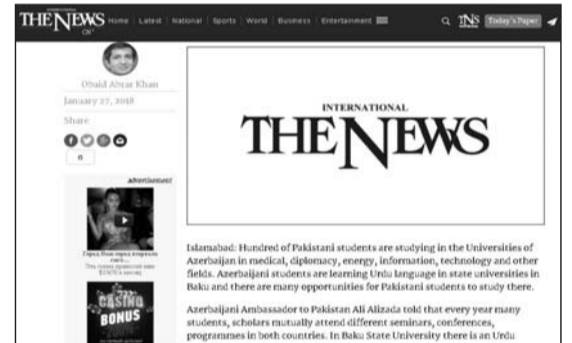 INTERNATIONAL
THE NEWS Home Latest National Sports World Business Entertainment TNS Today's Paper
Obaid Abrar Khan
January 27, 2018
Share
0
advertisement
CASINO
BONUS
INTERNATIONAL
THE NEWS
Islamabad: Hundred of Pakistani students are studying in the Universities of
Azerbaijan in medical, diplomacy, energy, information, technology and other
fields. Azerbaijani students are learning Urdu language in state universities in
Baku and there are many opportunities for Pakistani students to study there.
Azerbaijani Ambassador to Pakistan Ali Alizada told that every year many
students, scholars mutually attend different seminars, conferences,
programmes in both countries. In Baku State University there is an Urdu